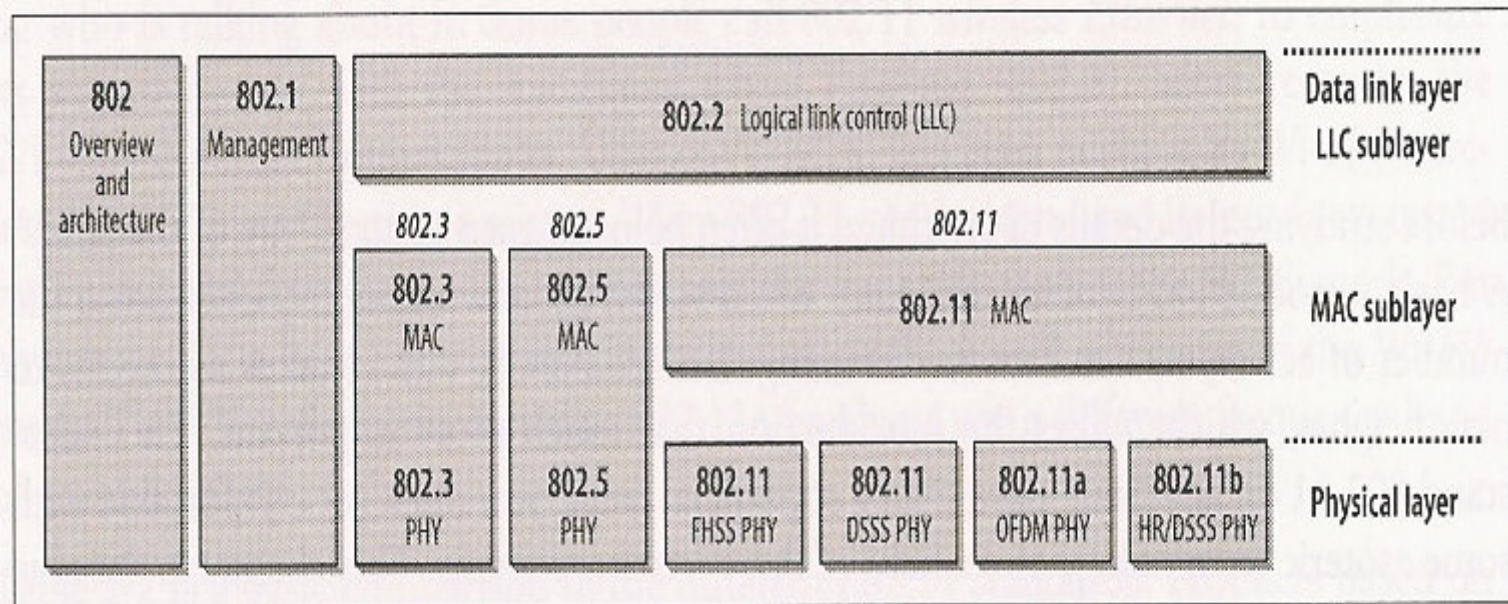 802
Overview
and
architecture
802.1
Management
802.2 Logical link control (LLC)
Data link layer
LLC sublayer
802.3
802.5
802.11
802.3
MAC
802.5
MAC
802.11 MAC
MAC sublayer
802.3
PHY
802.5
PHY
802.11
FHSS PHY
802.11
DSSS PHY
802.11a
OFDM PHY
802.11b
HR/DSSS PHY
Physical layer